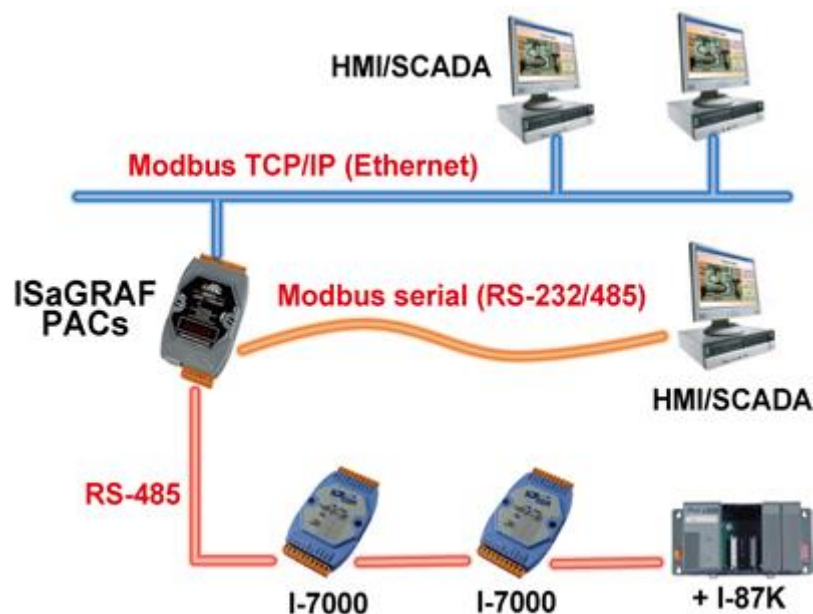 HMI/SCADA
Modbus TCP/IP (Ethernet)
ISaGRAF
PACs
Modbus serial (RS-232/485)
HMI/SCADA
RS-485
I-7000
I-7000
+ I-87K